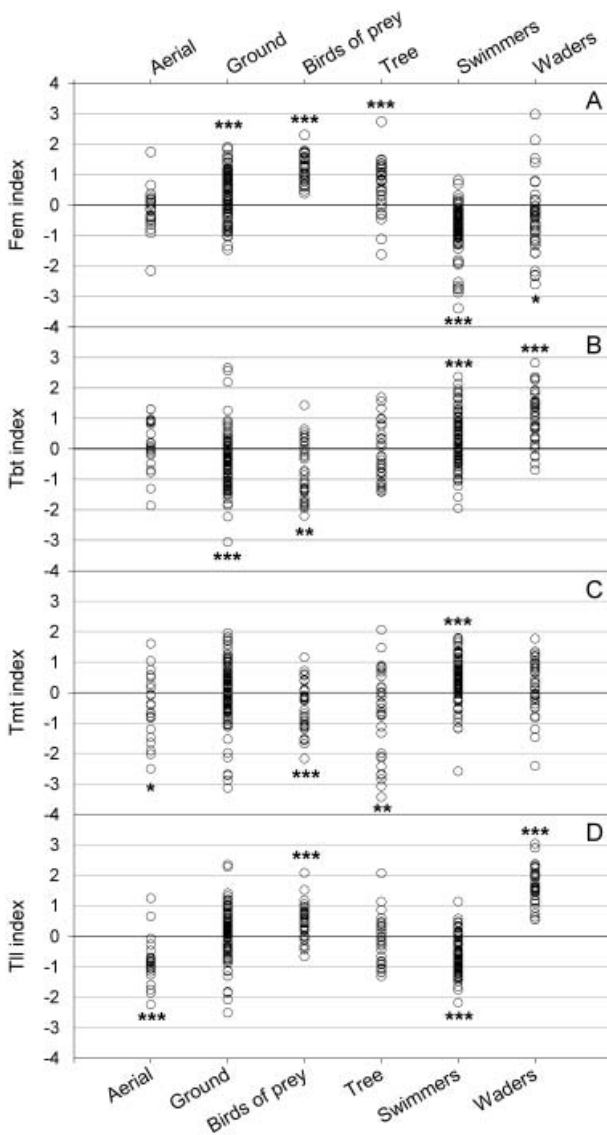 Aerial Ground Birds of prey Tree Swimmers Waders
4 A
3 *** *** ***
2
1
Fem index 0
-1
-2
-3 *
-4 ***
B
3 *** ***
2
1
Tbt index 0
-1
-2
-3 **
-4 ***
C
3
2 ***
1
Tmt index 0
-1
-2
-3 * *** **
-4
D
3 *** ***
2
1
Tll index 0
-1
-2
-3 *** ***
-4
Aerial Ground Birds of prey Tree Swimmers Waders